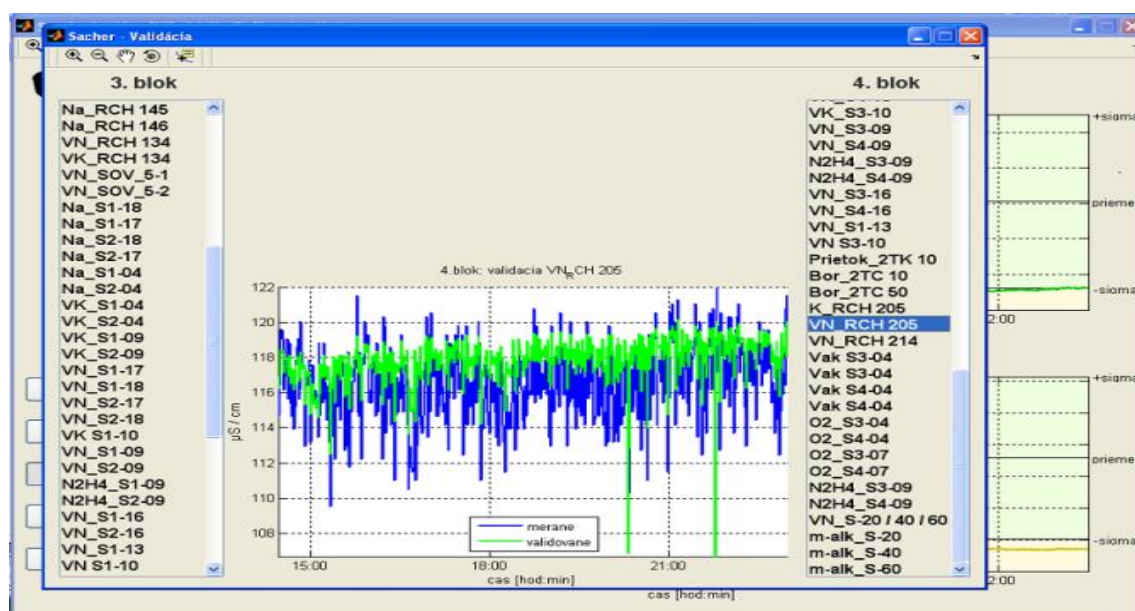 Sacher - Validácia
3. blok
Na_RCH 145
Na_RCH 146
VN_RCH 134
VK_RCH 134
VN_SOV_5-1
VN_SOV_5-2
Na_S1-18
Na_S1-17
Na_S2-18
Na_S2-17
Na_S1-04
Na_S2-04
VK_S1-04
VK_S2-04
VK_S1-09
VK_S2-09
VN_S1-17
VN_S1-18
VN_S2-17
VN_S2-18
VK S1-10
VN_S1-09
VN_S2-09
N2H4_S1-09
N2H4_S2-09
VN_S1-16
VN_S2-16
VN_S1-13
VN S1-10
4.blok: validacia VN_RCH 205
122
120
118
116
114
112
110
108
µS / cm
merane
validovane
15:00
18:00
21:00
cas [hod:min]
4. blok
VK_S3-10
VN_S3-09
VN_S4-09
N2H4_S3-09
N2H4_S4-09
VN_S3-16
VN_S4-16
VN_S1-13
VN S3-10
Prietok_2TK 10
Bor_2TC 10
Bor_2TC 50
K_RCH 205
VN_RCH 205
VN_RCH 214
Vak S3-04
Vak S3-04
Vak S4-04
Vak S4-04
O2_S3-04
O2_S4-04
O2_S3-07
O2_S4-07
N2H4_S3-09
N2H4_S4-09
VN_S-20 / 40 / 60
m-alk_S-20
m-alk_S-40
m-alk_S-60
+sigma
prieme
-sigma
2:00
+sigma
prieme
-sigma
2:00
cas [hod:min]